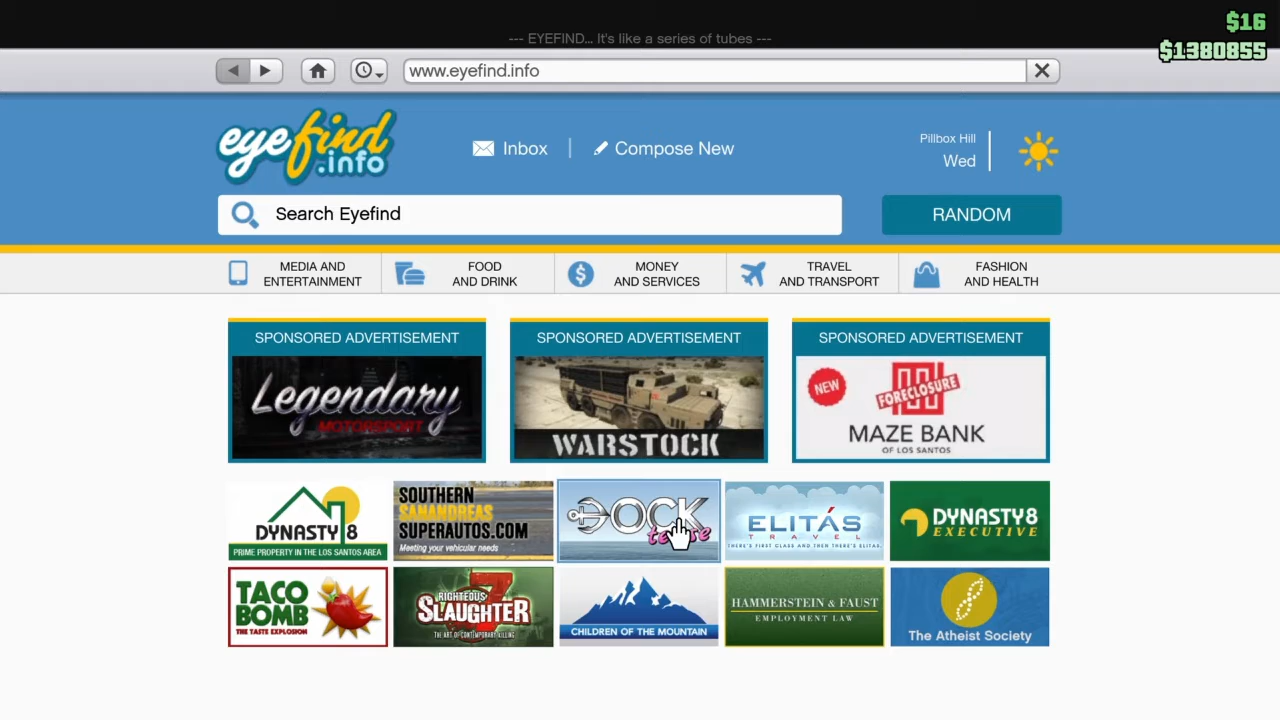 $16
--- EYEFIND... It's like a series of tubes ---
$1380855
www.eyefind.info
eyefind
.info
Inbox
Compose New
Pillbox Hill
Wed
Search Eyefind
RANDOM
MEDIA AND
ENTERTAINMENT
FOOD
AND DRINK
MONEY
AND SERVICES
TRAVEL
AND TRANSPORT
FASHION
AND HEALTH
SPONSORED ADVERTISEMENT
Legendary
MOTORSPORT
SPONSORED ADVERTISEMENT
WARSTOCK
SPONSORED ADVERTISEMENT
NEW
FORECLOSURE
MAZE BANK
OF LOS SANTOS
DYNASTY 8
PRIME PROPERTY IN THE LOS SANTOS AREA
SOUTHERN
SANANDREAS
SUPERAUTOS.COM
Meeting your vehicular needs
DOCK
ELITÁS
TRAVEL
THERE'S FIRST CLASS AND THEN THERE'S ELITAS.
DYNASTY8
EXECUTIVE
TACO
BOMB
THE TASTE EXPLOSION
RIGHTEOUS
SLAUGHTER
7
THE ART OF CONTEMPORARY KILLING
CHILDREN OF THE MOUNTAIN
HAMMERSTEIN & FAUST
EMPLOYMENT LAW
The Atheist Society